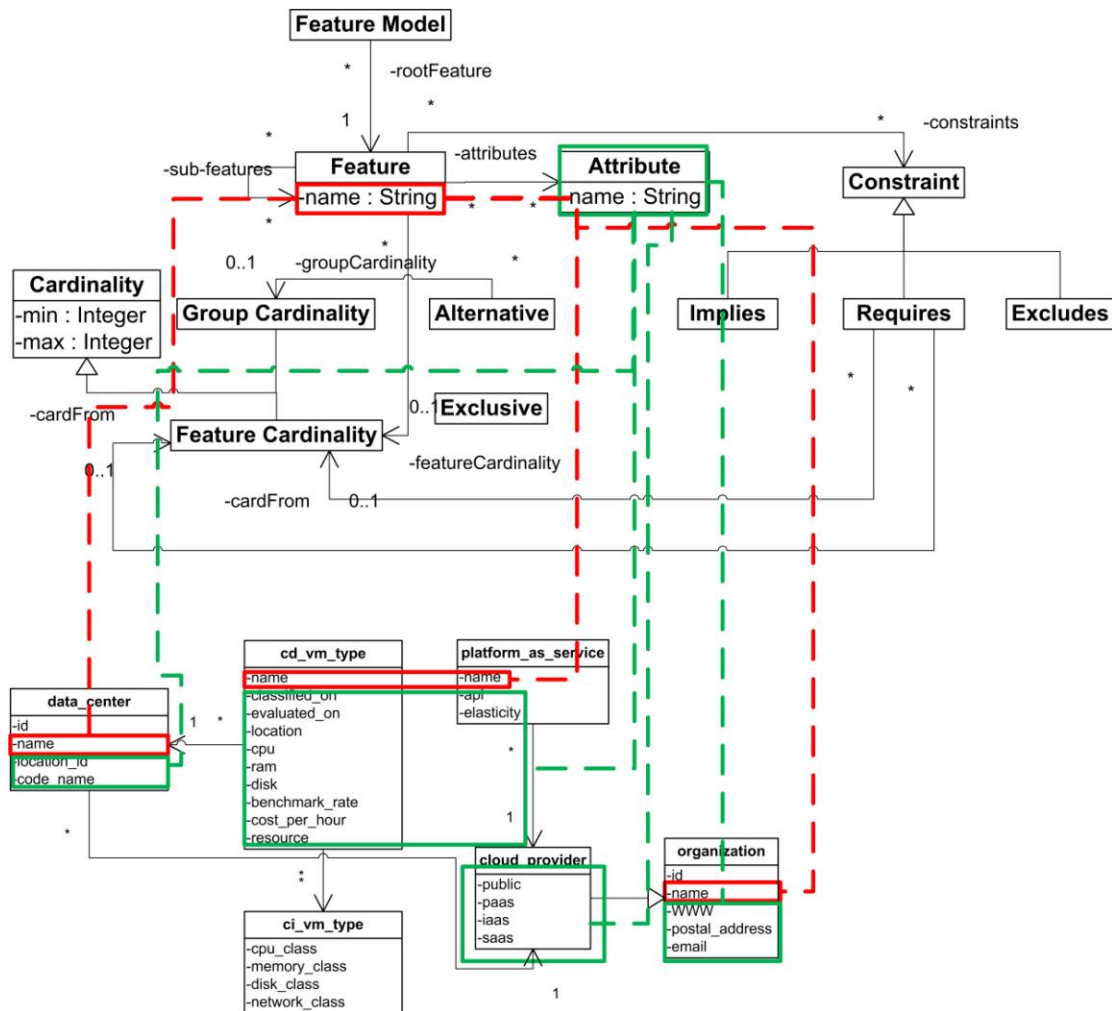 Feature Model
*
-rootFeature
*
1
*
*
-constraints
-sub-features
Feature
-attributes
Attribute
Constraint
-name : String
name : String
*
*
*
*
0..1
-groupCardinality
*
Cardinality
-min : Integer
-max : Integer
Group Cardinality
Alternative
Implies
Requires
Excludes
*
*
-cardFrom
Exclusive
0..1
Feature Cardinality
0..1
-featureCardinality
-cardFrom
0..1
cd_vm_type
-name
-classified_on
-evaluated_on
-location
-cpu
-ram
-disk
-benchmark_rate
-cost_per_hour
-resource
platform_as_service
-name
-api
-elasticity
data_center
-id
-name
-location_id
-code_name
1
*
*
1
*
cloud_provider
-public
-paas
-iaas
-saas
organization
-id
-name
-WWW
-postal_address
-email
*
*
ci_vm_type
-cpu_class
-memory_class
-disk_class
-network_class
1